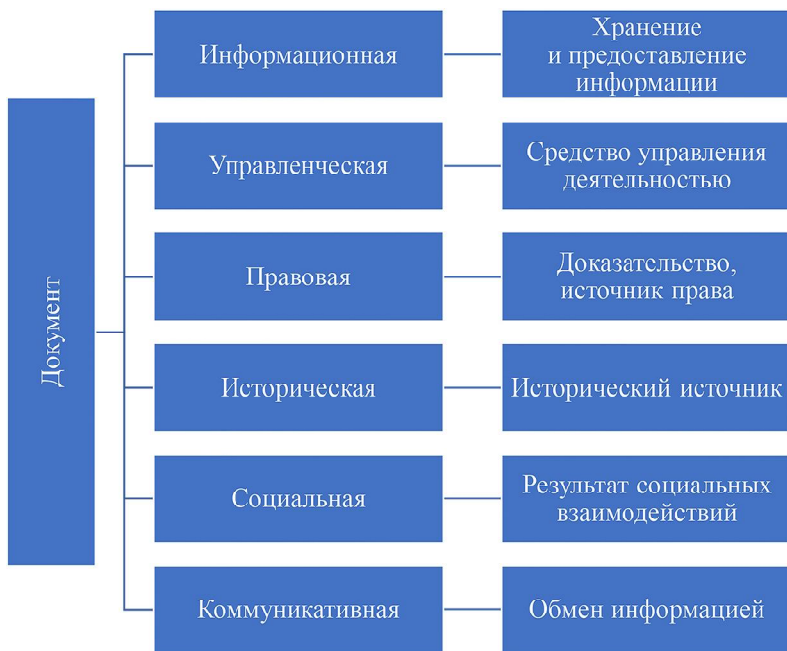 Документ
Информационная
Хранение
и предоставление
информации
Управленческая
Средство управления
деятельностью
Правовая
Доказательство,
источник права
Историческая
Исторический источник
Социальная
Результат социальных
взаимодействий
Коммуникативная
Обмен информацией